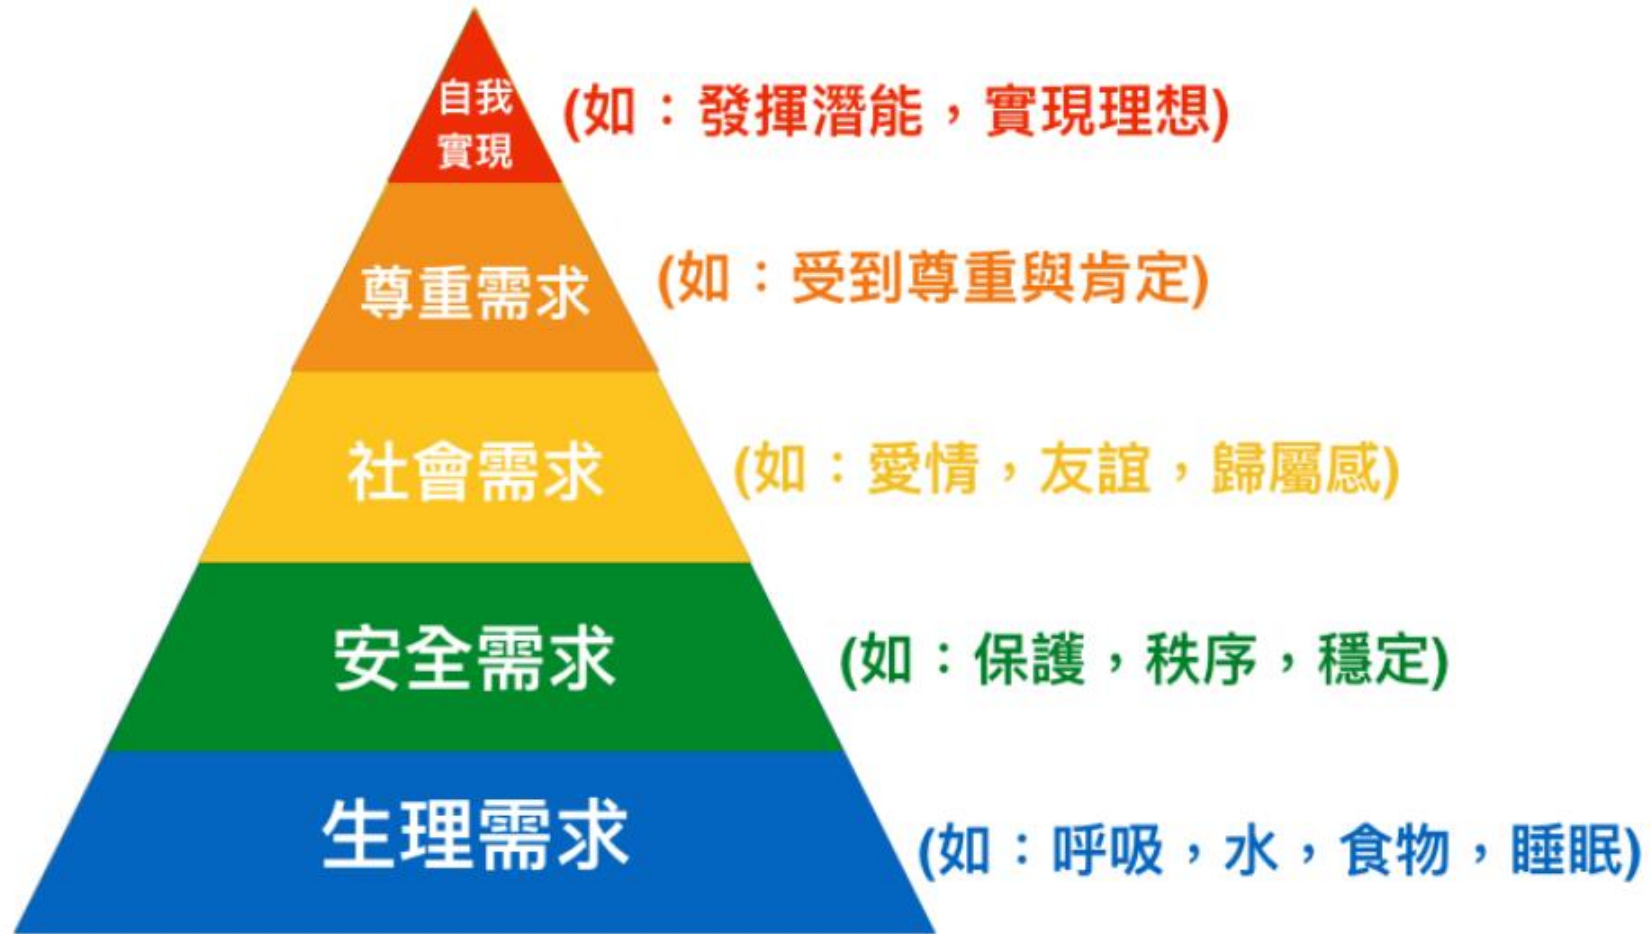 自我
實現
(如：發揮潛能，實現理想)
尊重需求
(如：受到尊重與肯定)
社會需求
(如：愛情，友誼，歸屬感)
安全需求
(如：保護，秩序，穩定)
生理需求
(如：呼吸，水，食物，睡眠)